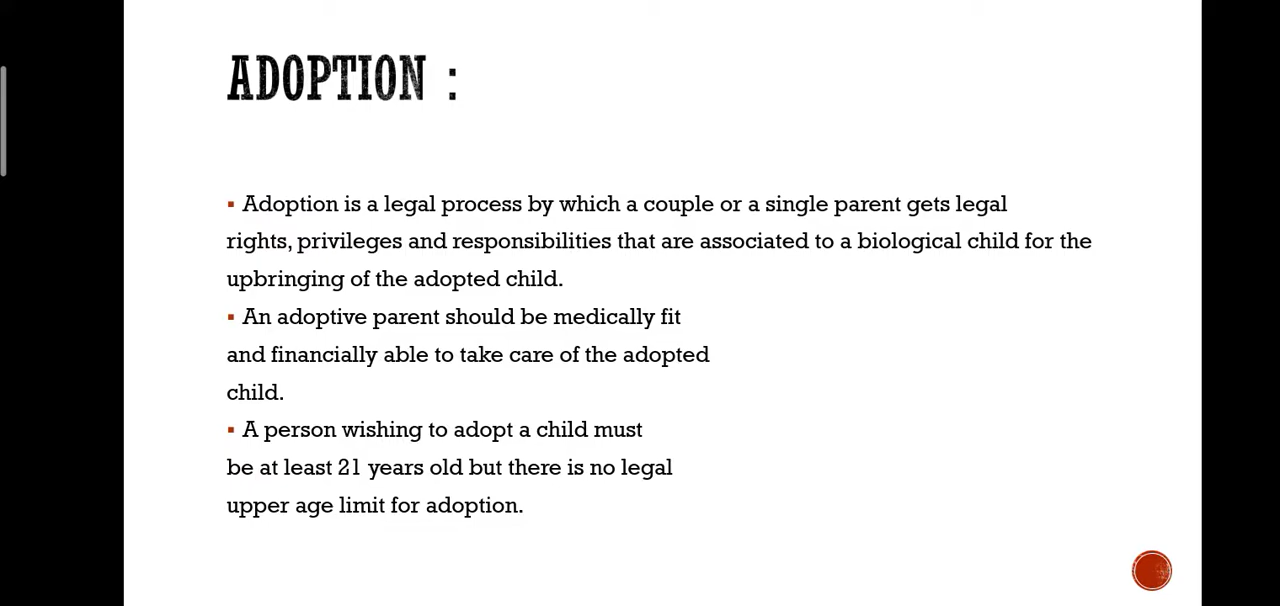 ADOPTION :
▪ Adoption is a legal process by which a couple or a single parent gets legal
rights, privileges and responsibilities that are associated to a biological child for the
upbringing of the adopted child.
▪ An adoptive parent should be medically fit
and financially able to take care of the adopted
child.
▪ A person wishing to adopt a child must
be at least 21 years old but there is no legal
upper age limit for adoption.